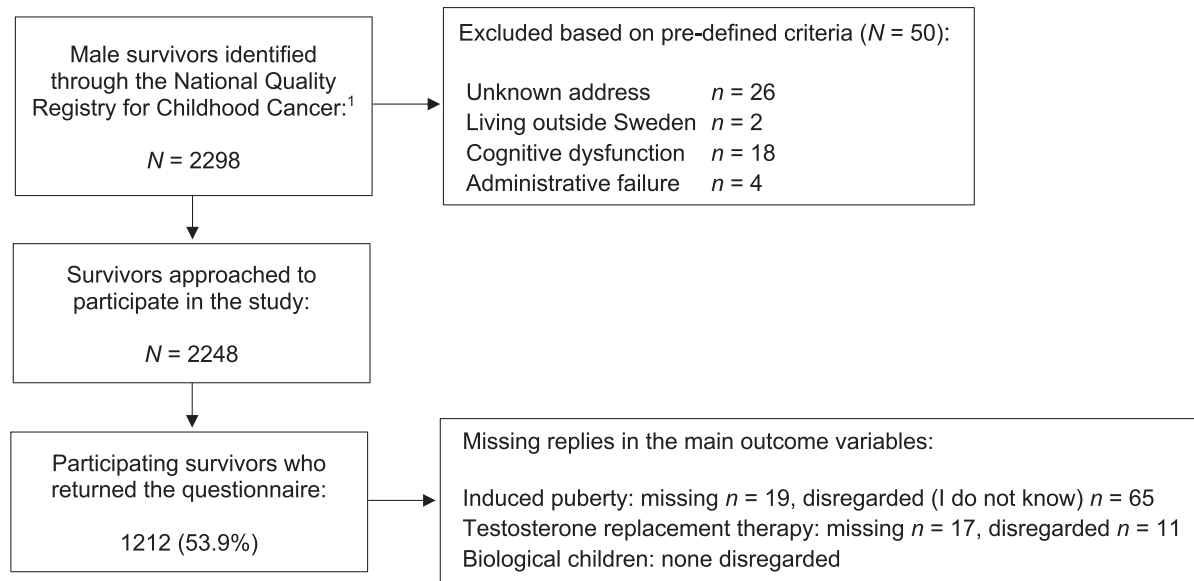 Male survivors identified
through the National Quality
Registry for Childhood Cancer:1
N = 2298
Excluded based on pre-defined criteria (N = 50):
Unknown address n = 26
Living outside Sweden n = 2
Cognitive dysfunction n = 18
Administrative failure n = 4
Survivors approached to
participate in the study:
N = 2248
Participating survivors who
returned the questionnaire:
1212 (53.9%)
Missing replies in the main outcome variables:
Induced puberty: missing n = 19, disregarded (I do not know) n = 65
Testosterone replacement therapy: missing n = 17, disregarded n = 11
Biological children: none disregarded